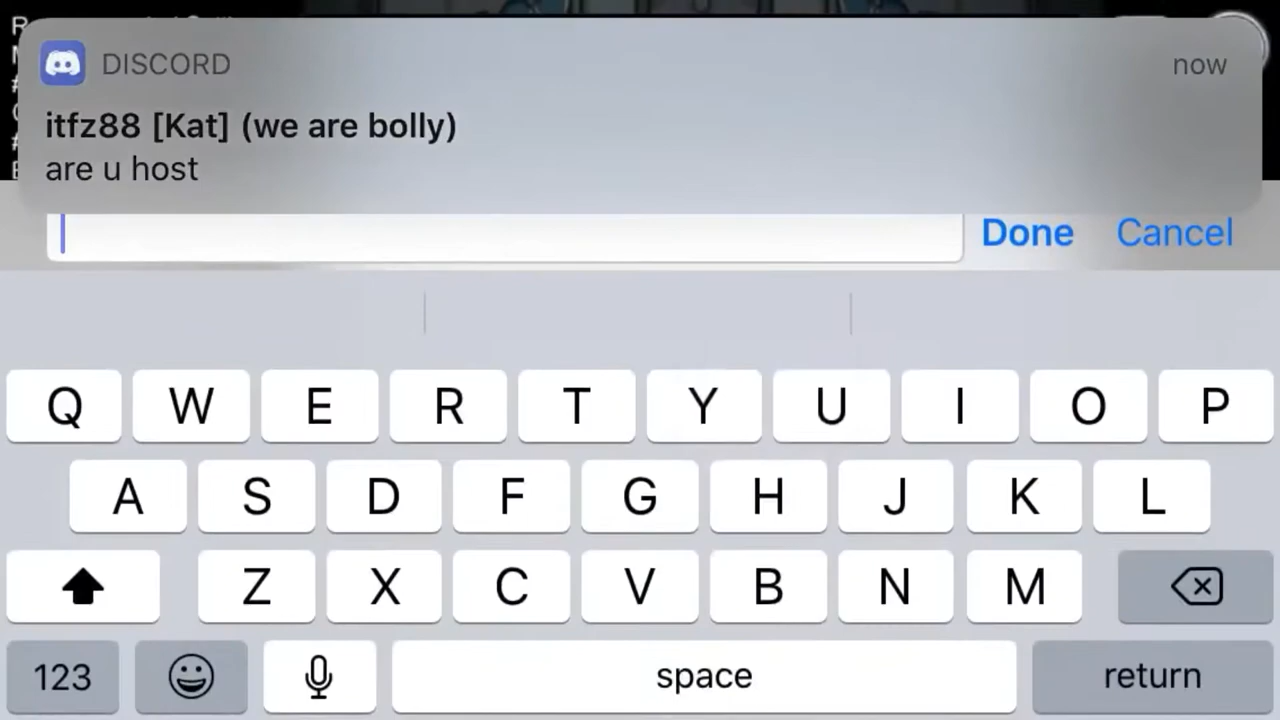 DISCORD
now
itfz88 [Kat] (we are bolly)
are u host
Done
Cancel
Q W E R T Y U I O P
A S D F G H J K L
Z X C V B N M
123
space
return